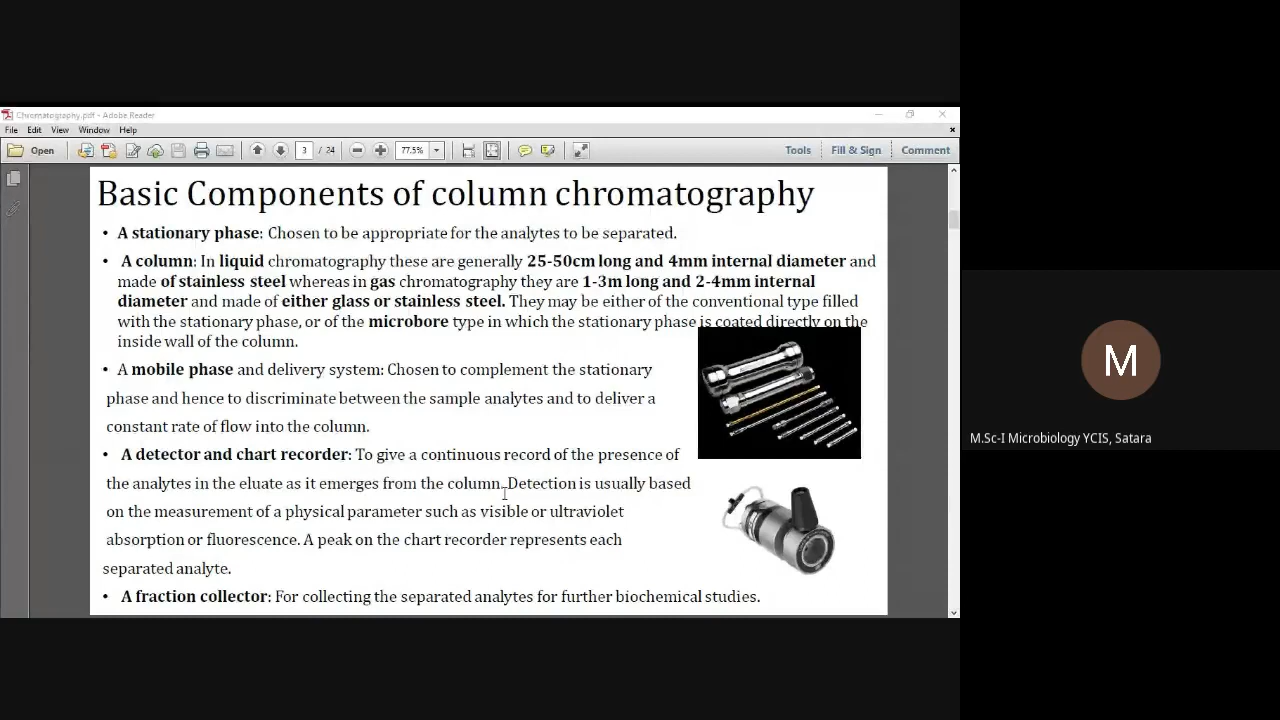 Chromatography.pdf - Adobe Reader
File Edit View Window Help
Open 3 / 24 77.5% Tools Fill & Sign Comment
Basic Components of column chromatography
• A stationary phase: Chosen to be appropriate for the analytes to be separated.
• A column: In liquid chromatography these are generally 25-50cm long and 4mm internal diameter and
made of stainless steel whereas in gas chromatography they are 1-3m long and 2-4mm internal
diameter and made of either glass or stainless steel. They may be either of the conventional type filled
with the stationary phase, or of the microbore type in which the stationary phase is coated directly on the
inside wall of the column.
• A mobile phase and delivery system: Chosen to complement the stationary
phase and hence to discriminate between the sample analytes and to deliver a
constant rate of flow into the column.
• A detector and chart recorder: To give a continuous record of the presence of
the analytes in the eluate as it emerges from the column. Detection is usually based
on the measurement of a physical parameter such as visible or ultraviolet
absorption or fluorescence. A peak on the chart recorder represents each
separated analyte.
• A fraction collector: For collecting the separated analytes for further biochemical studies.
M
M.Sc-I Microbiology YCIS, Satara